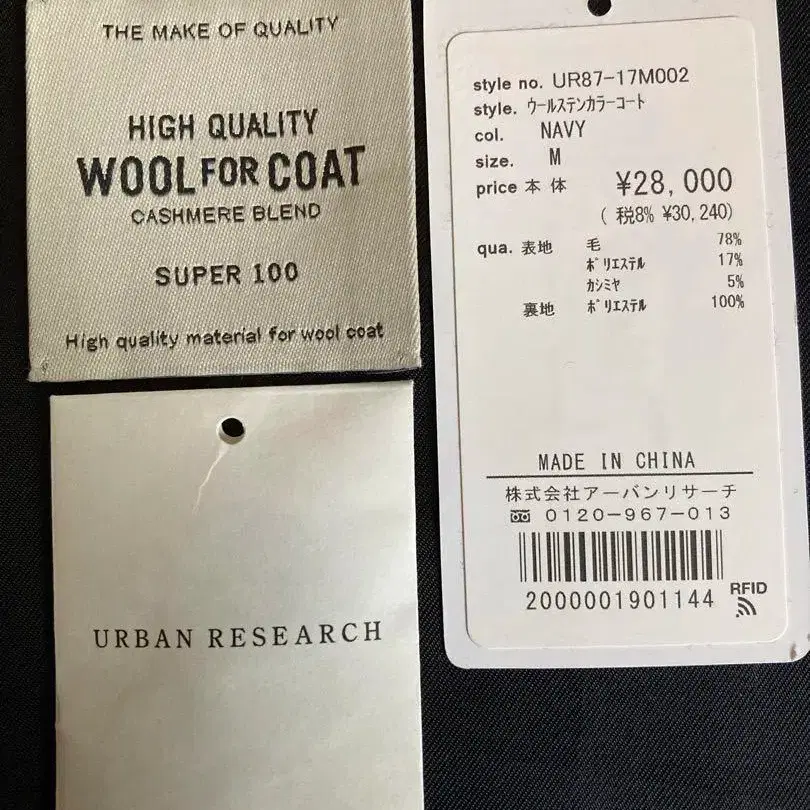 THE MAKE OF QUALITY
HIGH QUALITY
WOOL FOR COAT
CASHMERE BLEND
SUPER 100
High quality material for wool coat
URBAN RESEARCH
style no. UR87-17M002
style. ウールステンカラーコート
col. NAVY
size. M
price 本体 ¥28,000
( 税8% ¥30,240)
qua. 表地 毛 78%
ポリエステル 17%
カシミヤ 5%
裏地 ポリエステル 100%
MADE IN CHINA
株式会社アーバンリサーチ
0120-967-013
2000001901144
RFID